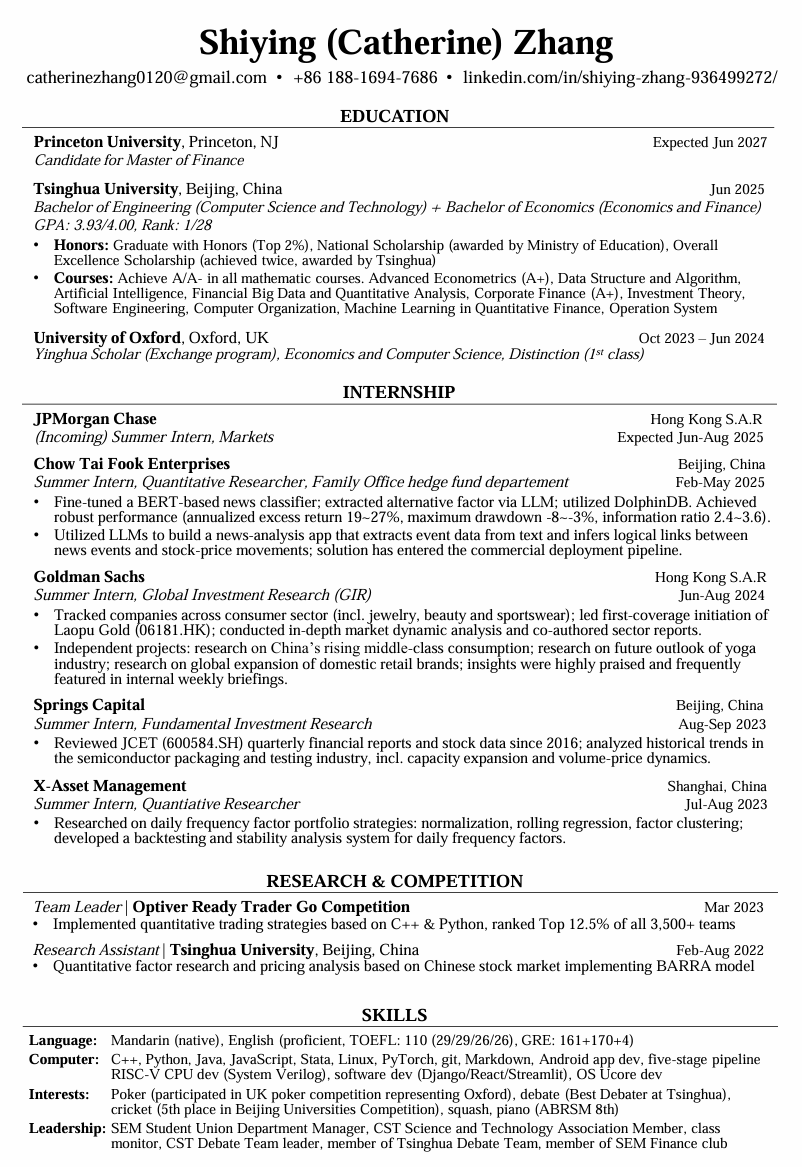 Shiying (Catherine) Zhang
catherinezhang0120@gmail.com • +86 188-1694-7686 • linkedin.com/in/shiying-zhang-936499272/
EDUCATION
Princeton University, Princeton, NJ Expected Jun 2027
Candidate for Master of Finance
Tsinghua University, Beijing, China Jun 2025
Bachelor of Engineering (Computer Science and Technology) + Bachelor of Economics (Economics and Finance)
GPA: 3.93/4.00, Rank: 1/28
• Honors: Graduate with Honors (Top 2%), National Scholarship (awarded by Ministry of Education), Overall
Excellence Scholarship (achieved twice, awarded by Tsinghua)
• Courses: Achieve A/A- in all mathematic courses. Advanced Econometrics (A+), Data Structure and Algorithm,
Artificial Intelligence, Financial Big Data and Quantitative Analysis, Corporate Finance (A+), Investment Theory,
Software Engineering, Computer Organization, Machine Learning in Quantitative Finance, Operation System
University of Oxford, Oxford, UK Oct 2023 – Jun 2024
Yinghua Scholar (Exchange program), Economics and Computer Science, Distinction (1st class)
INTERNSHIP
JPMorgan Chase Hong Kong S.A.R
(Incoming) Summer Intern, Markets Expected Jun-Aug 2025
Chow Tai Fook Enterprises Beijing, China
Summer Intern, Quantitative Researcher, Family Office hedge fund departement Feb-May 2025
• Fine-tuned a BERT-based news classifier; extracted alternative factor via LLM; utilized DolphinDB. Achieved
robust performance (annualized excess return 19~27%, maximum drawdown -8~-3%, information ratio 2.4~3.6).
• Utilized LLMs to build a news-analysis app that extracts event data from text and infers logical links between
news events and stock-price movements; solution has entered the commercial deployment pipeline.
Goldman Sachs Hong Kong S.A.R
Summer Intern, Global Investment Research (GIR) Jun-Aug 2024
• Tracked companies across consumer sector (incl. jewelry, beauty and sportswear); led first-coverage initiation of
Laopu Gold (06181.HK); conducted in-depth market dynamic analysis and co-authored sector reports.
• Independent projects: research on China's rising middle-class consumption; research on future outlook of yoga
industry; research on global expansion of domestic retail brands; insights were highly praised and frequently
featured in internal weekly briefings.
Springs Capital Beijing, China
Summer Intern, Fundamental Investment Research Aug-Sep 2023
• Reviewed JCET (600584.SH) quarterly financial reports and stock data since 2016; analyzed historical trends in
the semiconductor packaging and testing industry, incl. capacity expansion and volume-price dynamics.
X-Asset Management Shanghai, China
Summer Intern, Quantiative Researcher Jul-Aug 2023
• Researched on daily frequency factor portfolio strategies: normalization, rolling regression, factor clustering;
developed a backtesting and stability analysis system for daily frequency factors.
RESEARCH & COMPETITION
Team Leader | Optiver Ready Trader Go Competition Mar 2023
• Implemented quantitative trading strategies based on C++ & Python, ranked Top 12.5% of all 3,500+ teams
Research Assistant | Tsinghua University, Beijing, China Feb-Aug 2022
• Quantitative factor research and pricing analysis based on Chinese stock market implementing BARRA model
SKILLS
Language: Mandarin (native), English (proficient, TOEFL: 110 (29/29/26/26), GRE: 161+170+4)
Computer: C++, Python, Java, JavaScript, Stata, Linux, PyTorch, git, Markdown, Android app dev, five-stage pipeline
RISC-V CPU dev (System Verilog), software dev (Django/React/Streamlit), OS Ucore dev
Interests: Poker (participated in UK poker competition representing Oxford), debate (Best Debater at Tsinghua),
cricket (5th place in Beijing Universities Competition), squash, piano (ABRSM 8th)
Leadership: SEM Student Union Department Manager, CST Science and Technology Association Member, class
monitor, CST Debate Team leader, member of Tsinghua Debate Team, member of SEM Finance club